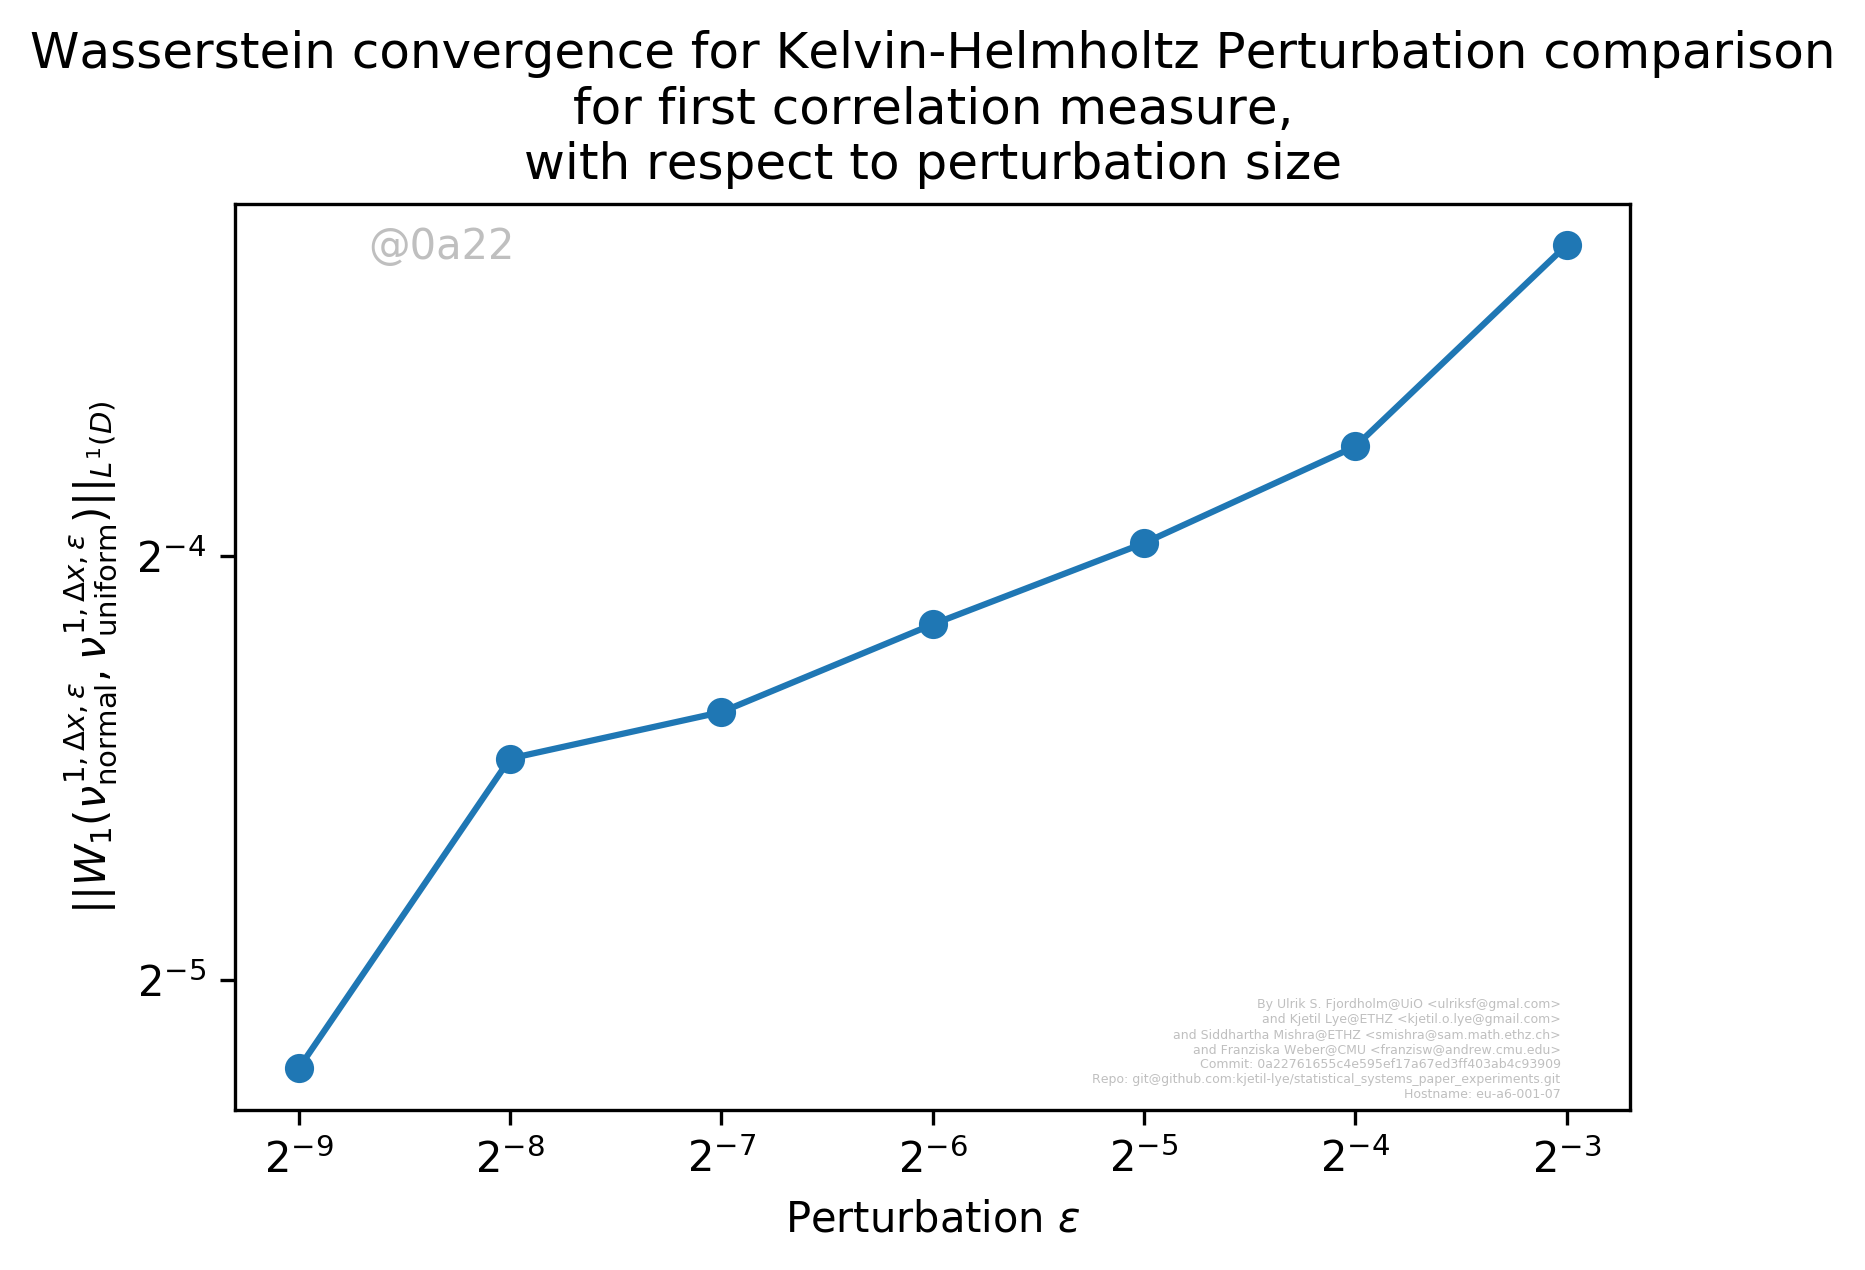 Wasserstein convergence for Kelvin-Helmholtz Perturbation comparison
for first correlation measure,
with respect to perturbation size
@0a22
||W₁(ν^{1,Δx,ε}_{normal}, ν^{1,Δx,ε}_{uniform})||_{L¹(D)}
2⁻⁴
2⁻⁵
By Ulrik S. Fjordholm@UiO <ulriksf@gmal.com>
and Kjetil Lye@ETHZ <kjetil.o.lye@gmail.com>
and Siddhartha Mishra@ETHZ <smishra@sam.math.ethz.ch>
and Franziska Weber@CMU <franzisw@andrew.cmu.edu>
Commit: 0a22761655c4e595ef17a67ed3ff403ab4c93909
Repo: git@github.com:kjetil-lye/statistical_systems_paper_experiments.git
Hostname: eu-a6-001-07
2⁻⁹ 2⁻⁸ 2⁻⁷ 2⁻⁶ 2⁻⁵ 2⁻⁴ 2⁻³
Perturbation ε